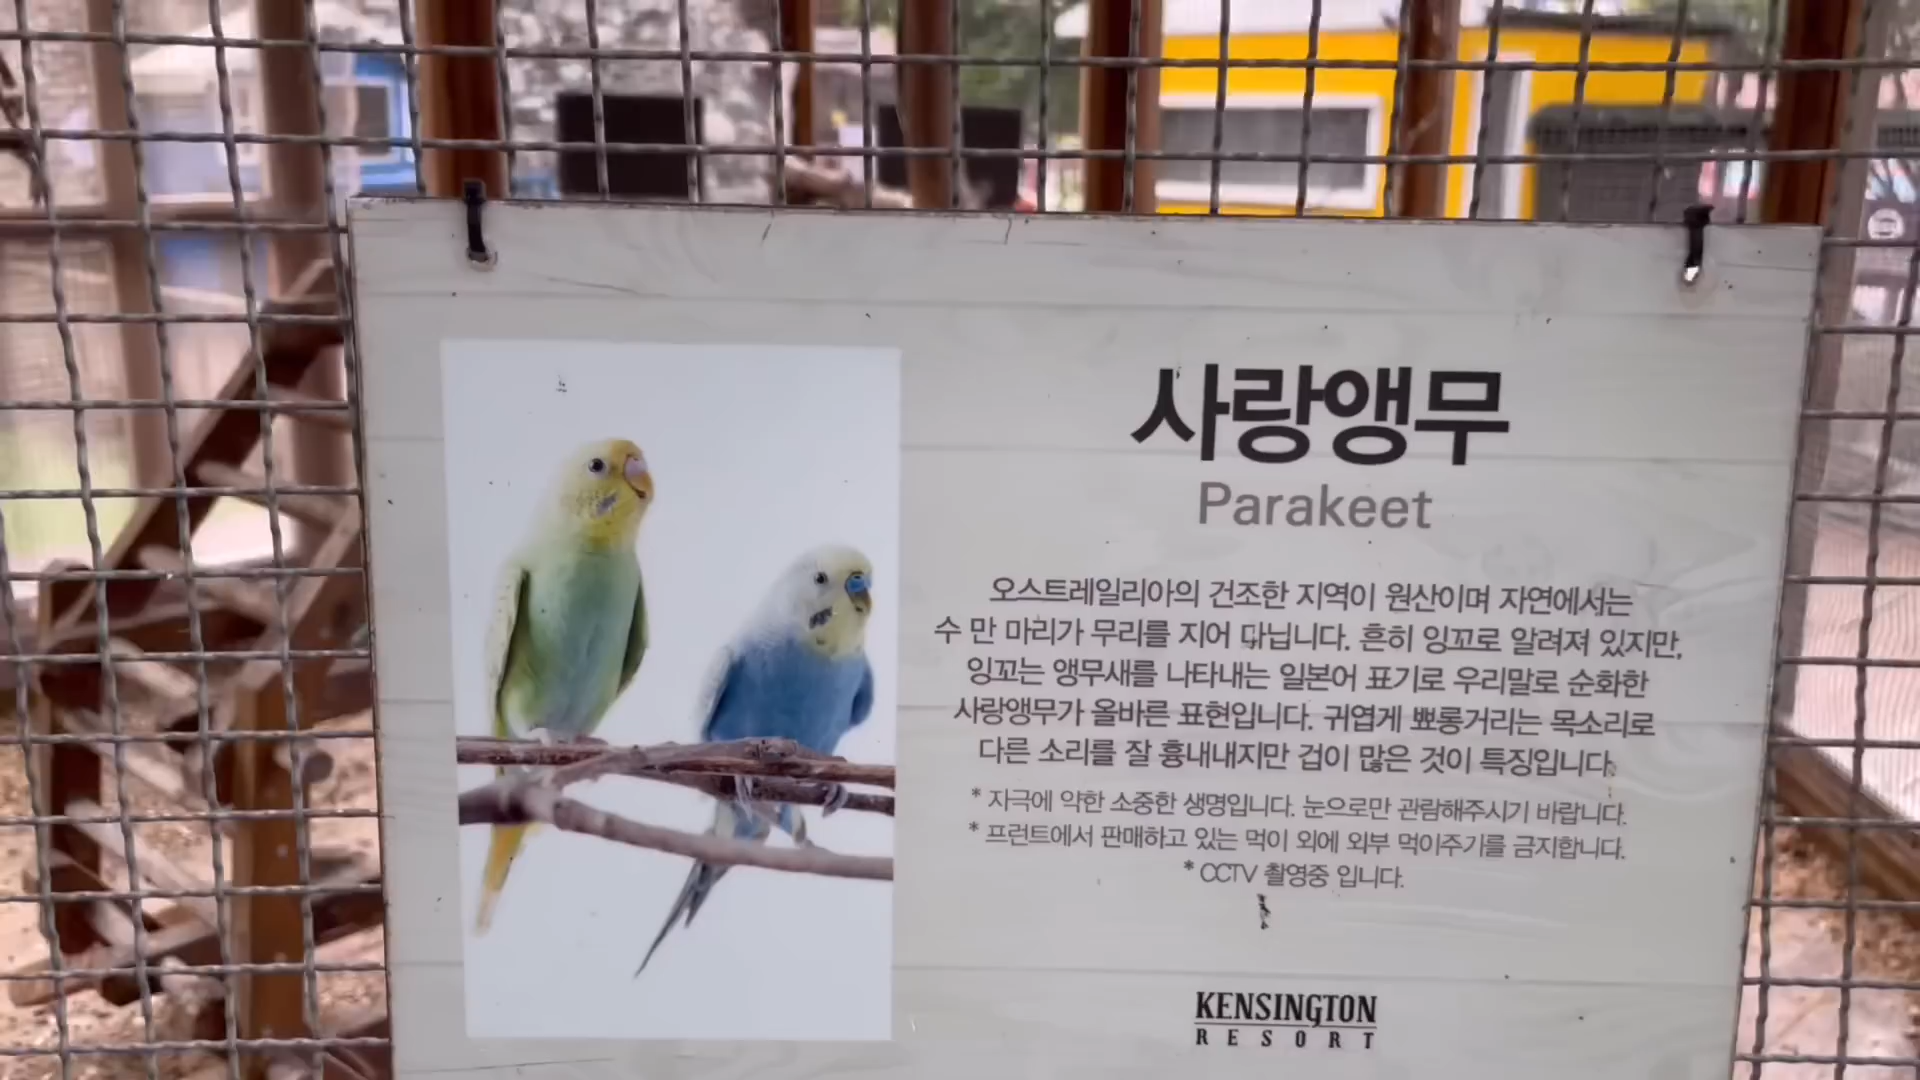 사랑앵무
Parakeet
오스트레일리아의 건조한 지역이 원산이며 자연에서는
수 만 마리가 무리를 지어 다닙니다. 흔히 잉꼬로 알려져 있지만,
잉꼬는 앵무새를 나타내는 일본어 표기로 우리말로 순화한
사랑앵무가 올바른 표현입니다. 귀엽게 뾰롱거리는 목소리로
다른 소리를 잘 흉내내지만 겁이 많은 것이 특징입니다.
* 자극에 약한 소중한 생명입니다. 눈으로만 관람해주시기 바랍니다.
* 프런트에서 판매하고 있는 먹이 외에 외부 먹이주기를 금지합니다.
* CCTV 촬영중 입니다.
KENSINGTON
RESORT